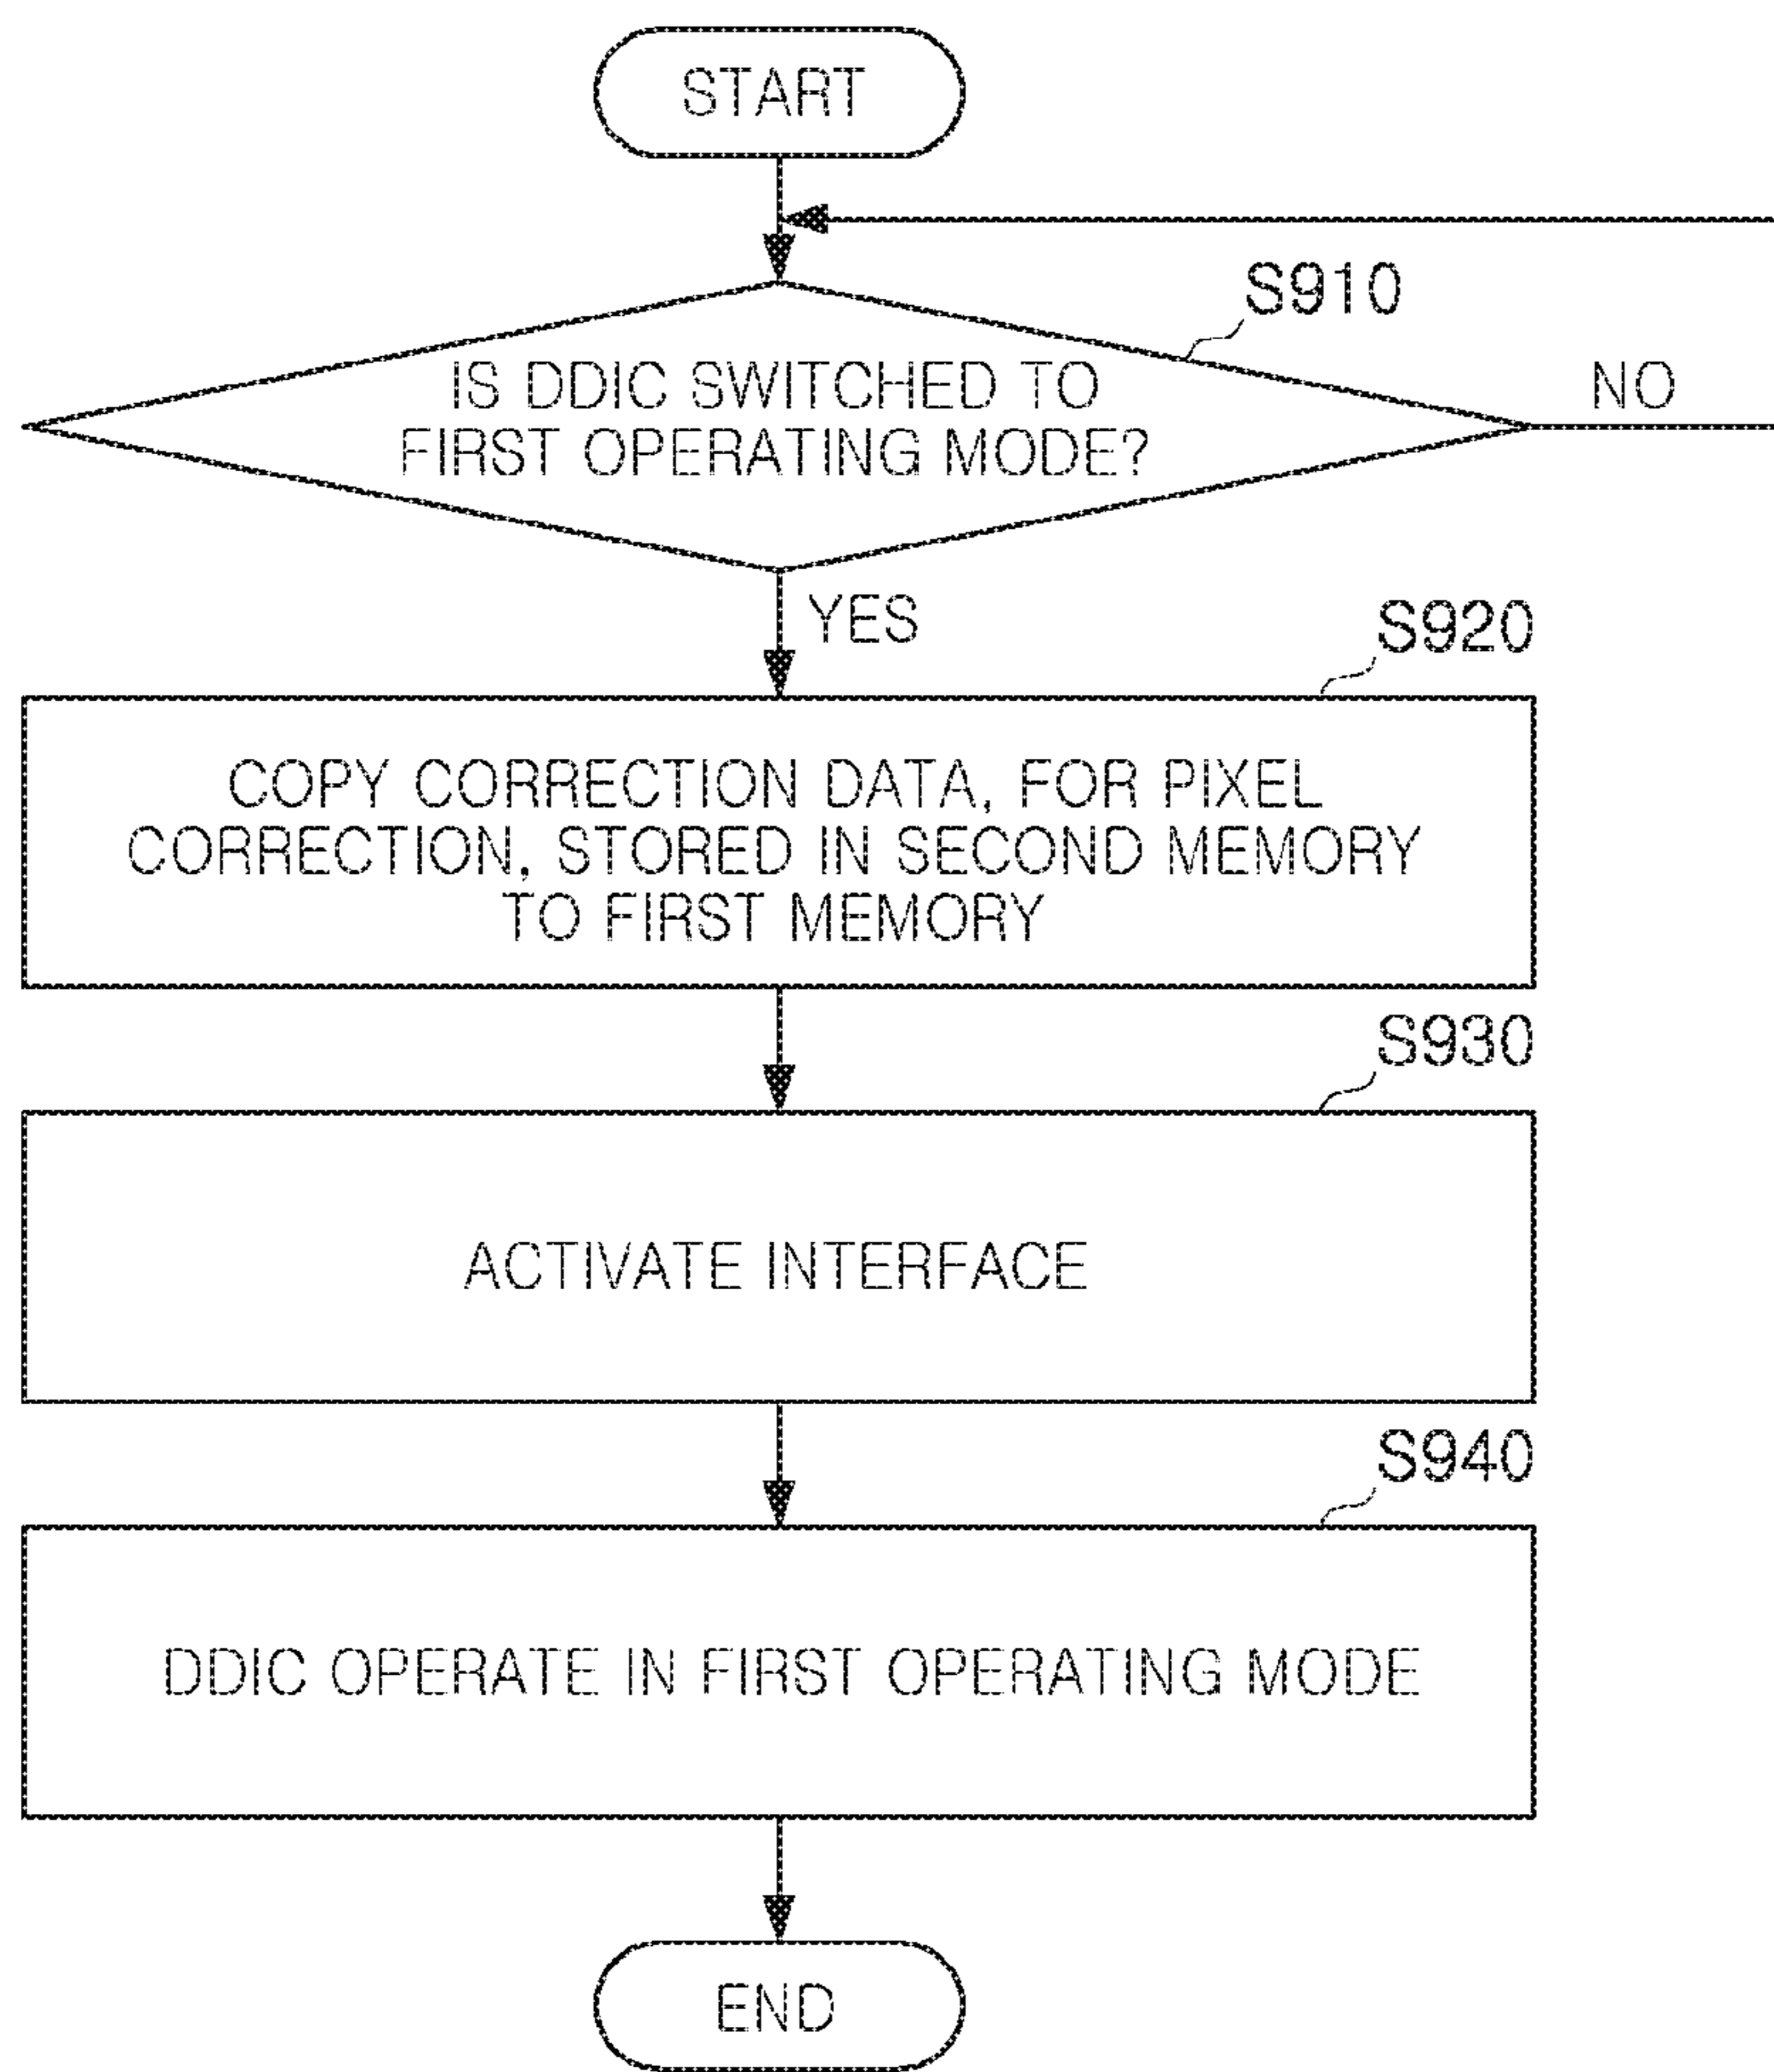 START
S910
IS DDIC SWITCHED TO
FIRST OPERATING MODE?
NO
YES
S920
COPY CORRECTION DATA, FOR PIXEL
CORRECTION, STORED IN SECOND MEMORY
TO FIRST MEMORY
S930
ACTIVATE INTERFACE
S940
DDIC OPERATE IN FIRST OPERATING MODE
END